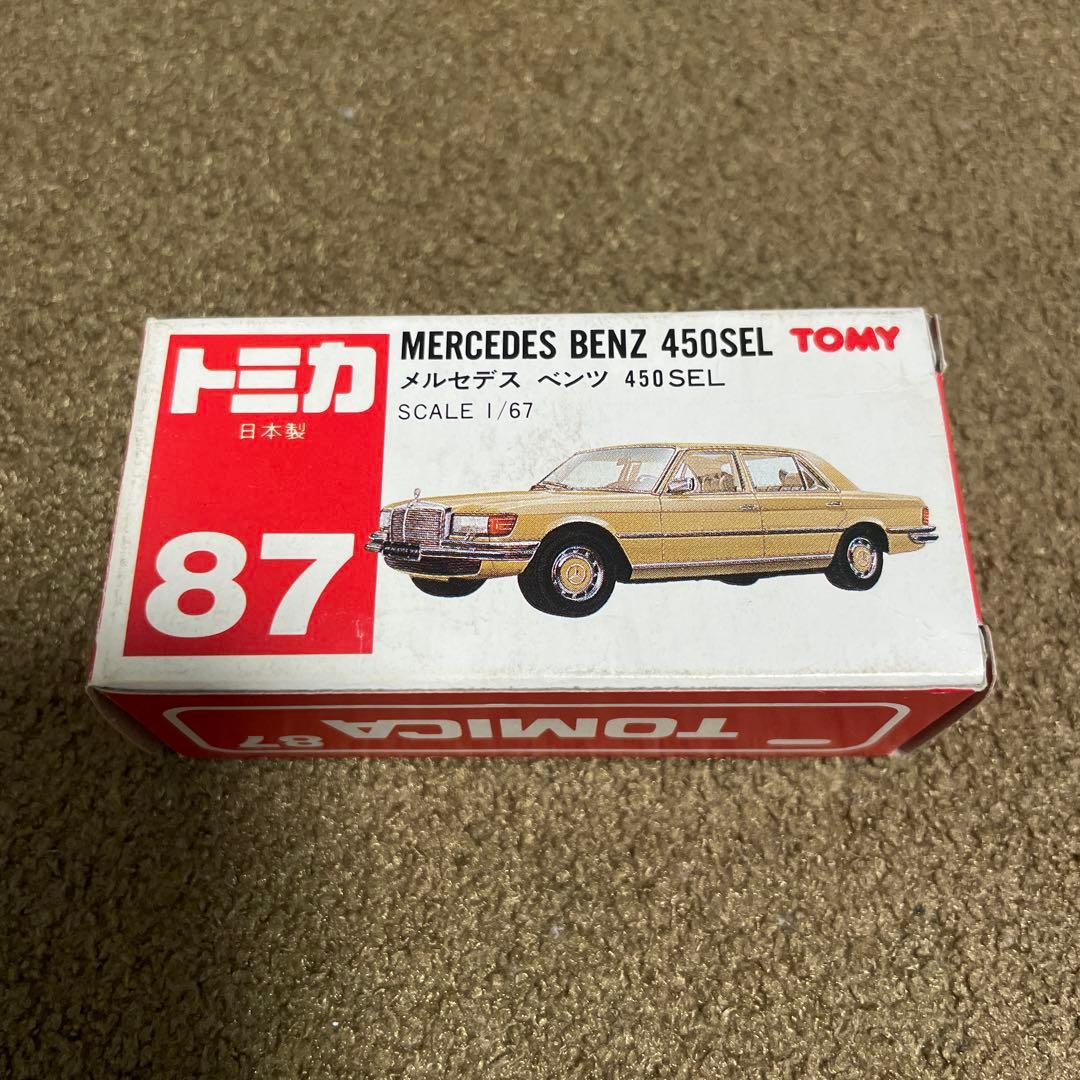 トミカ
日本製
87
MERCEDES BENZ 450SEL TOMY
メルセデス ベンツ 450SEL
SCALE 1/67
TOMICA 87